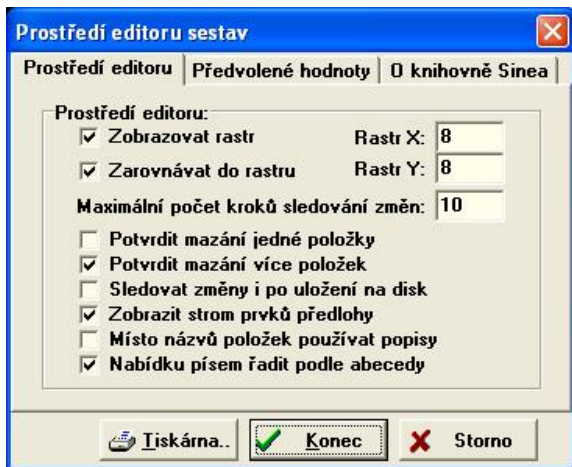 Prostředí editoru sestav
Prostředí editoru Předvolené hodnoty O knihovně Sinea
Prostředí editoru:
Zobrazovat rastr Rastr X: 8
Zarovnávat do rastru Rastr Y: 8
Maximální počet kroků sledování změn: 10
Potvrdit mazání jedné položky
Potvrdit mazání více položek
Sledovat změny i po uložení na disk
Zobrazit strom prvků předlohy
Místo názvů položek používat popisy
Nabídku písem řadit podle abecedy
Tiskárna.. Konec Storno